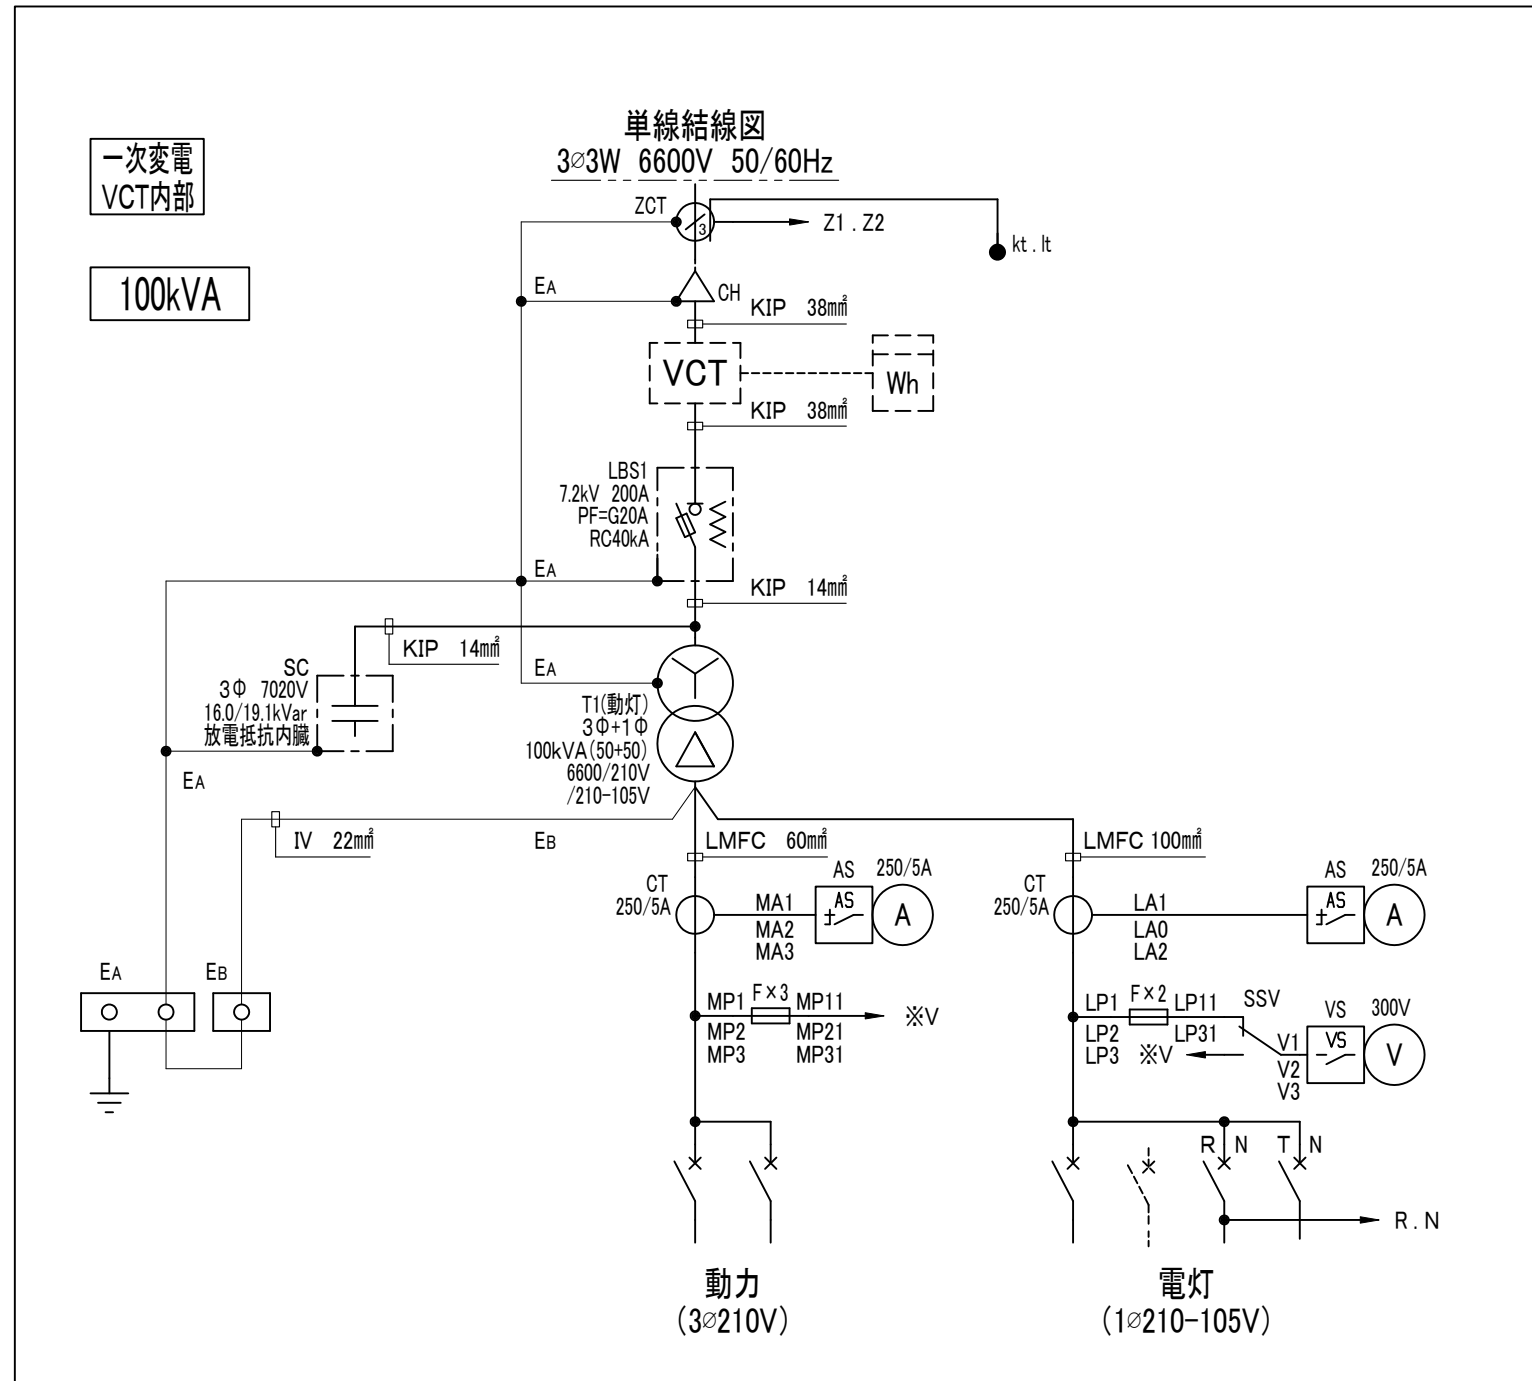 単線結線図
3∅3W 6600V 50/60Hz
一次変電
VCT内部
100kVA
ZCT
3
Z1 . Z2
kt . lt
EA
CH
KIP 38mm²
VCT
Wh
KIP 38mm²
LBS1
7.2kV 200A
PF=G20A
RC40kA
EA
KIP 14mm²
KIP 14mm²
EA
SC
3Φ 7020V
16.0/19.1kVar
放電抵抗内臓
EA
T1(動灯)
3Φ+1Φ
100kVA(50+50)
6600/210V
/210-105V
IV 22mm²
EB
LMFC 60mm²
LMFC 100mm²
CT
250/5A
MA1
MA2
MA3
AS
AS
250/5A
A
CT
250/5A
LA1
LA0
LA2
AS
AS
250/5A
A
EA
EB
MP1
MP2
MP3
F×3
MP11
MP21
MP31
※V
LP1
LP2
LP3
F×2
LP11
LP31
※V
SSV
V1
V2
V3
VS
VS
300V
V
R N
T N
R . N
動力
(3∅210V)
電灯
(1∅210-105V)